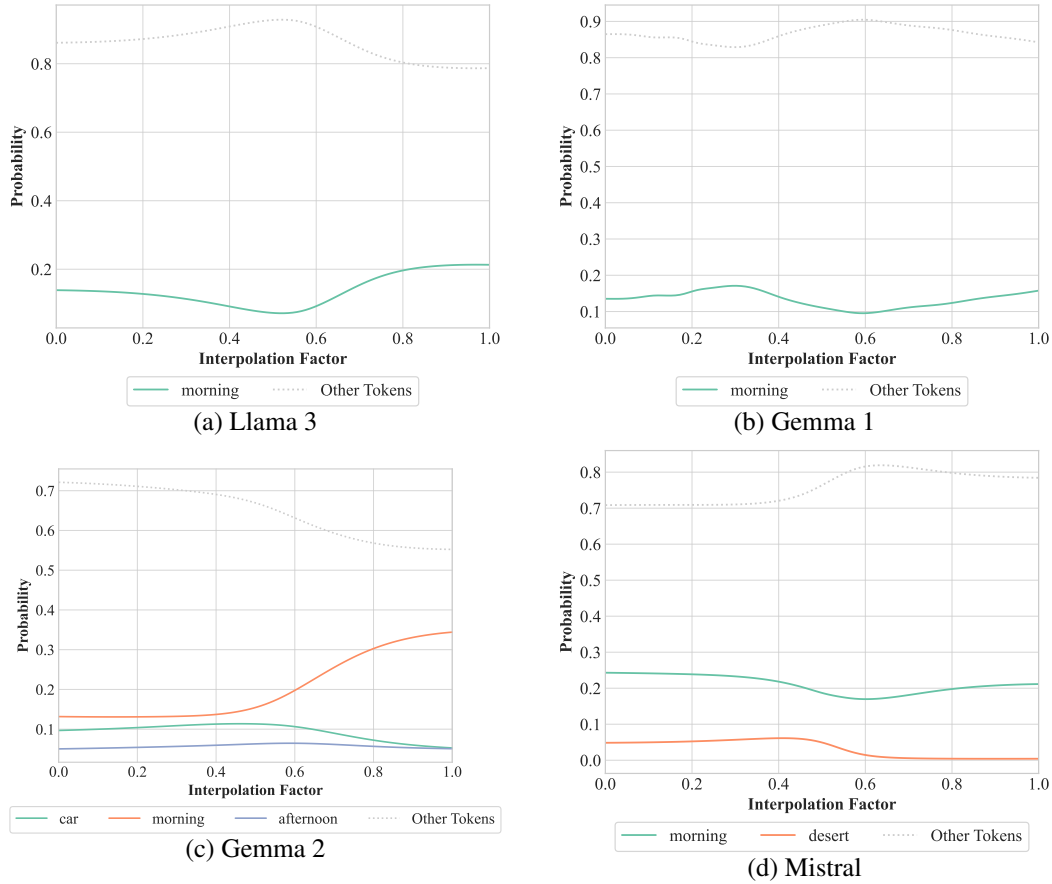 0.8
0.6
0.4
0.2
Probability
0.0 0.2 0.4 0.6 0.8 1.0
Interpolation Factor
morning Other Tokens
(a) Llama 3
0.9
0.8
0.7
0.6
0.5
0.4
0.3
0.2
0.1
Probability
0.0 0.2 0.4 0.6 0.8 1.0
Interpolation Factor
morning Other Tokens
(b) Gemma 1
0.7
0.6
0.5
0.4
0.3
0.2
0.1
Probability
0.0 0.2 0.4 0.6 0.8 1.0
Interpolation Factor
car morning afternoon Other Tokens
(c) Gemma 2
0.8
0.7
0.6
0.5
0.4
0.3
0.2
0.1
0.0
Probability
0.0 0.2 0.4 0.6 0.8 1.0
Interpolation Factor
morning desert Other Tokens
(d) Mistral